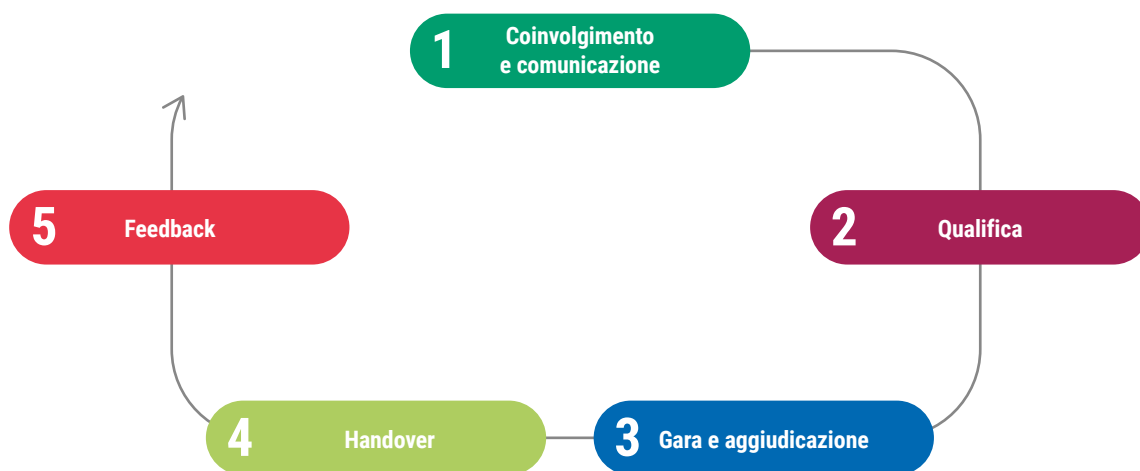 1
Coinvolgimento
e comunicazione
2
Qualifica
3
Gara e aggiudicazione
4
Handover
5
Feedback